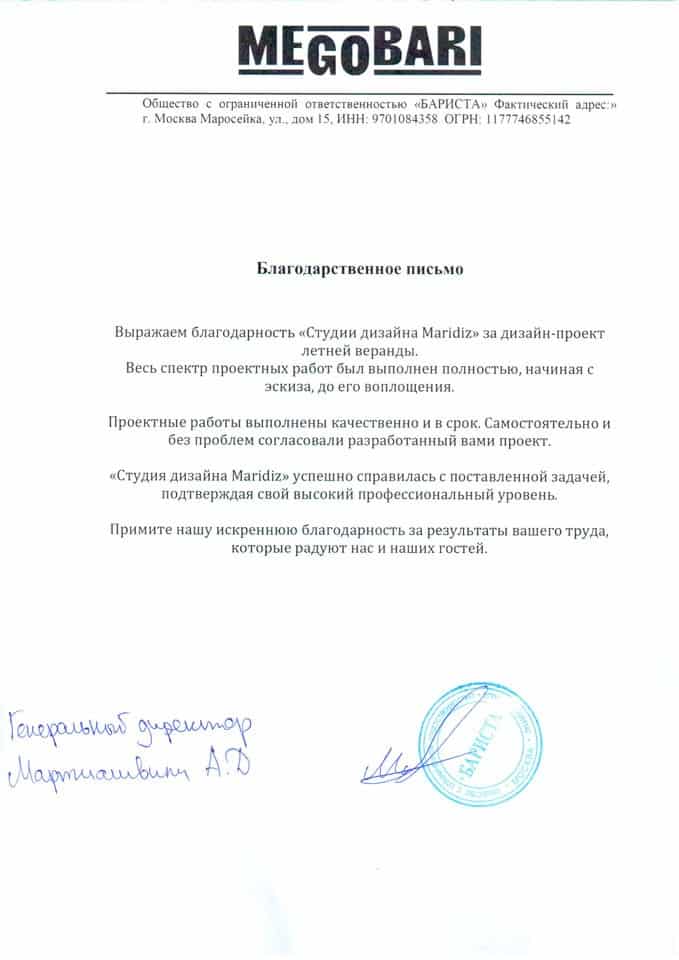 MEGOBARI
Общество с ограниченной ответственностью «БАРИСТА» Фактический адрес:»
г. Москва Маросейка, ул., дом 15, ИНН: 9701084358 ОГРН: 1177746855142
Благодарственное письмо
Выражаем благодарность «Студии дизайна Maridiz» за дизайн-проект
летней веранды.
Весь спектр проектных работ был выполнен полностью, начиная с
эскиза, до его воплощения.
Проектные работы выполнены качественно и в срок. Самостоятельно и
без проблем согласовали разработанный вами проект.
«Студия дизайна Maridiz» успешно справилась с поставленной задачей,
подтверждая свой высокий профессиональный уровень.
Примите нашу искреннюю благодарность за результаты вашего труда,
которые радуют нас и наших гостей.
Генеральный директор
Мартиашвили А.Д
БАРИСТА
МОСКВА